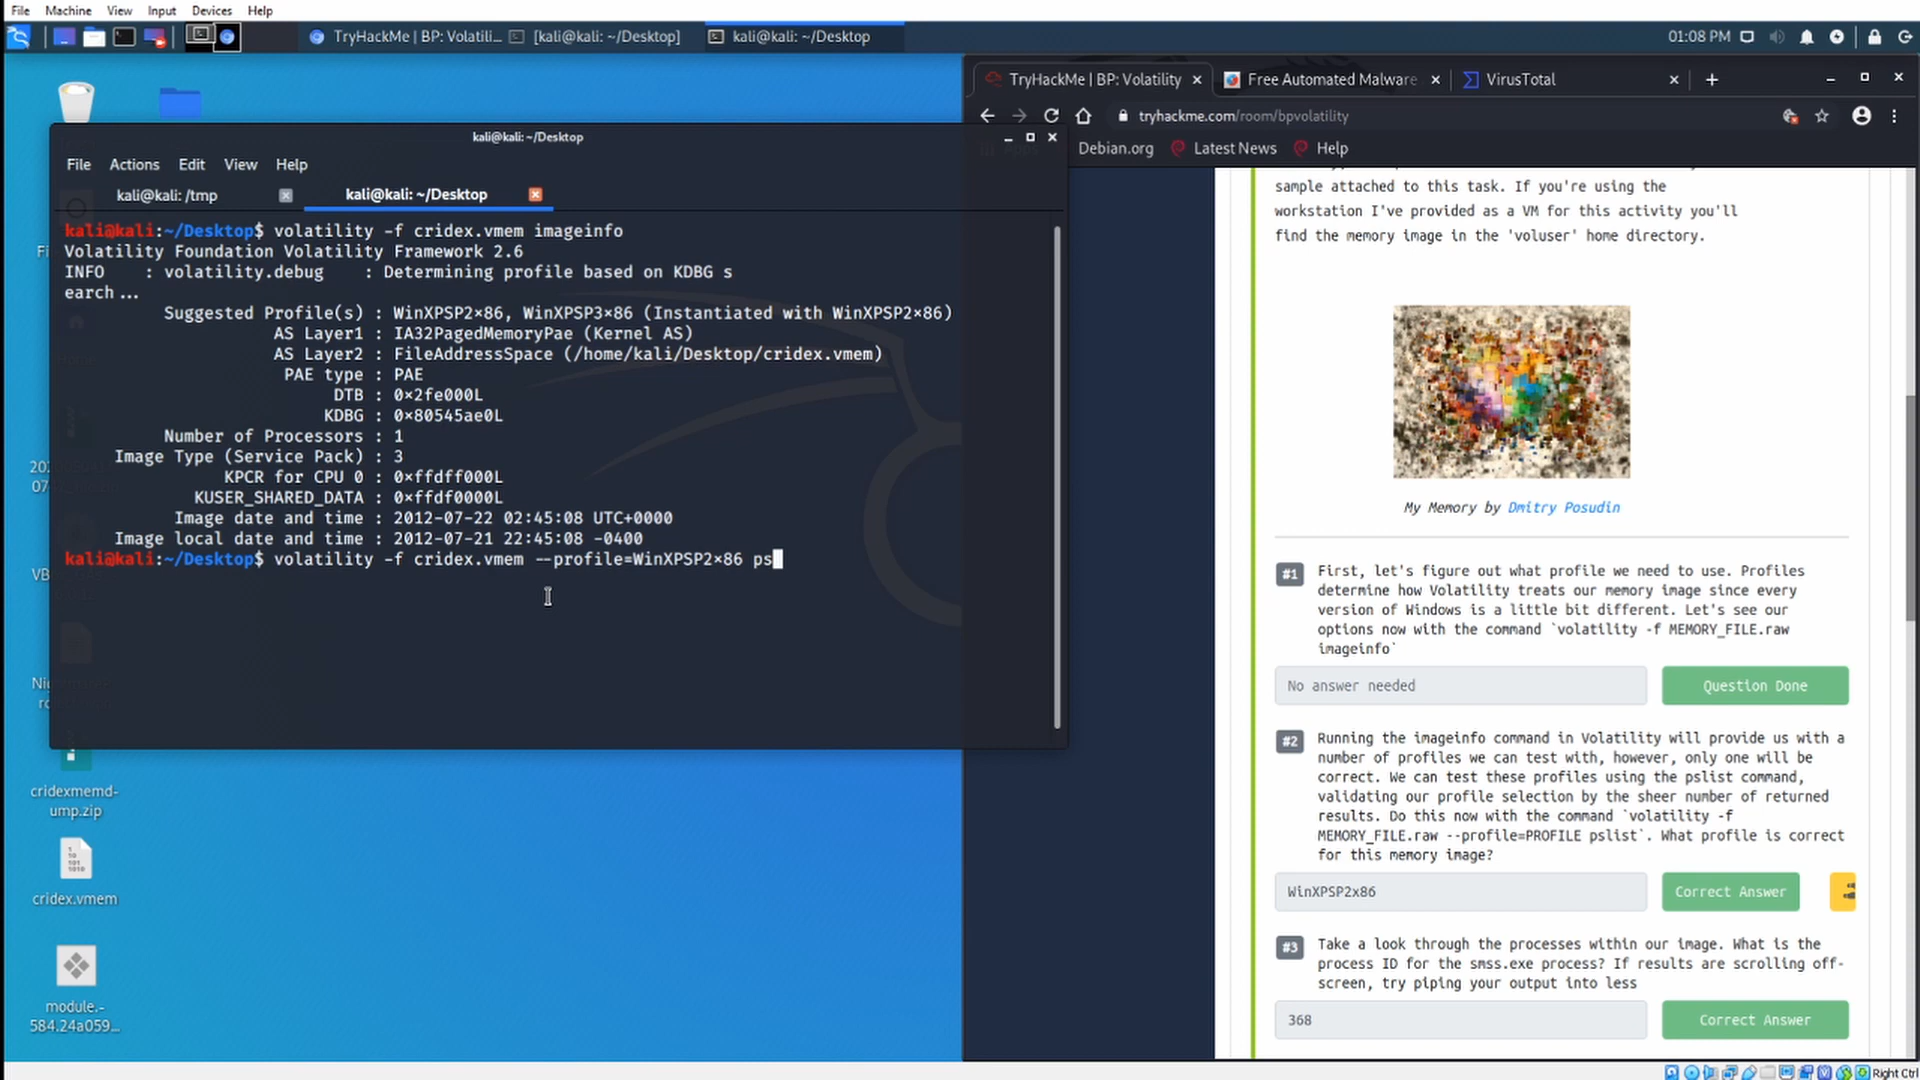 File Machine View Input Devices Help
TryHackMe | BP: Volatili...
[kali@kali: ~/Desktop]
kali@kali: ~/Desktop
01:08 PM
kali@kali: ~/Desktop
File Actions Edit View Help
kali@kali: /tmp
kali@kali: ~/Desktop
kali@kali:~/Desktop$ volatility -f cridex.vmem imageinfo
Volatility Foundation Volatility Framework 2.6
INFO    : volatility.debug    : Determining profile based on KDBG s
earch...
Suggested Profile(s) : WinXPSP2×86, WinXPSP3×86 (Instantiated with WinXPSP2×86)
AS Layer1 : IA32PagedMemoryPae (Kernel AS)
AS Layer2 : FileAddressSpace (/home/kali/Desktop/cridex.vmem)
PAE type : PAE
DTB : 0×2fe000L
KDBG : 0×80545ae0L
Number of Processors : 1
Image Type (Service Pack) : 3
KPCR for CPU 0 : 0×ffdff000L
KUSER_SHARED_DATA : 0×ffdf0000L
Image date and time : 2012-07-22 02:45:08 UTC+0000
Image local date and time : 2012-07-21 22:45:08 -0400
kali@kali:~/Desktop$ volatility -f cridex.vmem --profile=WinXPSP2×86 ps
cridexmemd-
ump.zip
cridex.vmem
module.-
584.24a059...
TryHackMe | BP: Volatility
Free Automated Malware
VirusTotal
tryhackme.com/room/bpvolatility
Debian.org Latest News Help
sample attached to this task. If you're using the
workstation I've provided as a VM for this activity you'll
find the memory image in the 'voluser' home directory.
My Memory by Dmitry Posudin
#1 First, let's figure out what profile we need to use. Profiles
determine how Volatility treats our memory image since every
version of Windows is a little bit different. Let's see our
options now with the command `volatility -f MEMORY_FILE.raw
imageinfo`
No answer needed
Question Done
#2 Running the imageinfo command in Volatility will provide us with a
number of profiles we can test with, however, only one will be
correct. We can test these profiles using the pslist command,
validating our profile selection by the sheer number of returned
results. Do this now with the command `volatility -f
MEMORY_FILE.raw --profile=PROFILE pslist`. What profile is correct
for this memory image?
WinXPSP2x86
Correct Answer
#3 Take a look through the processes within our image. What is the
process ID for the smss.exe process? If results are scrolling off-
screen, try piping your output into less
368
Correct Answer
Right Ctrl